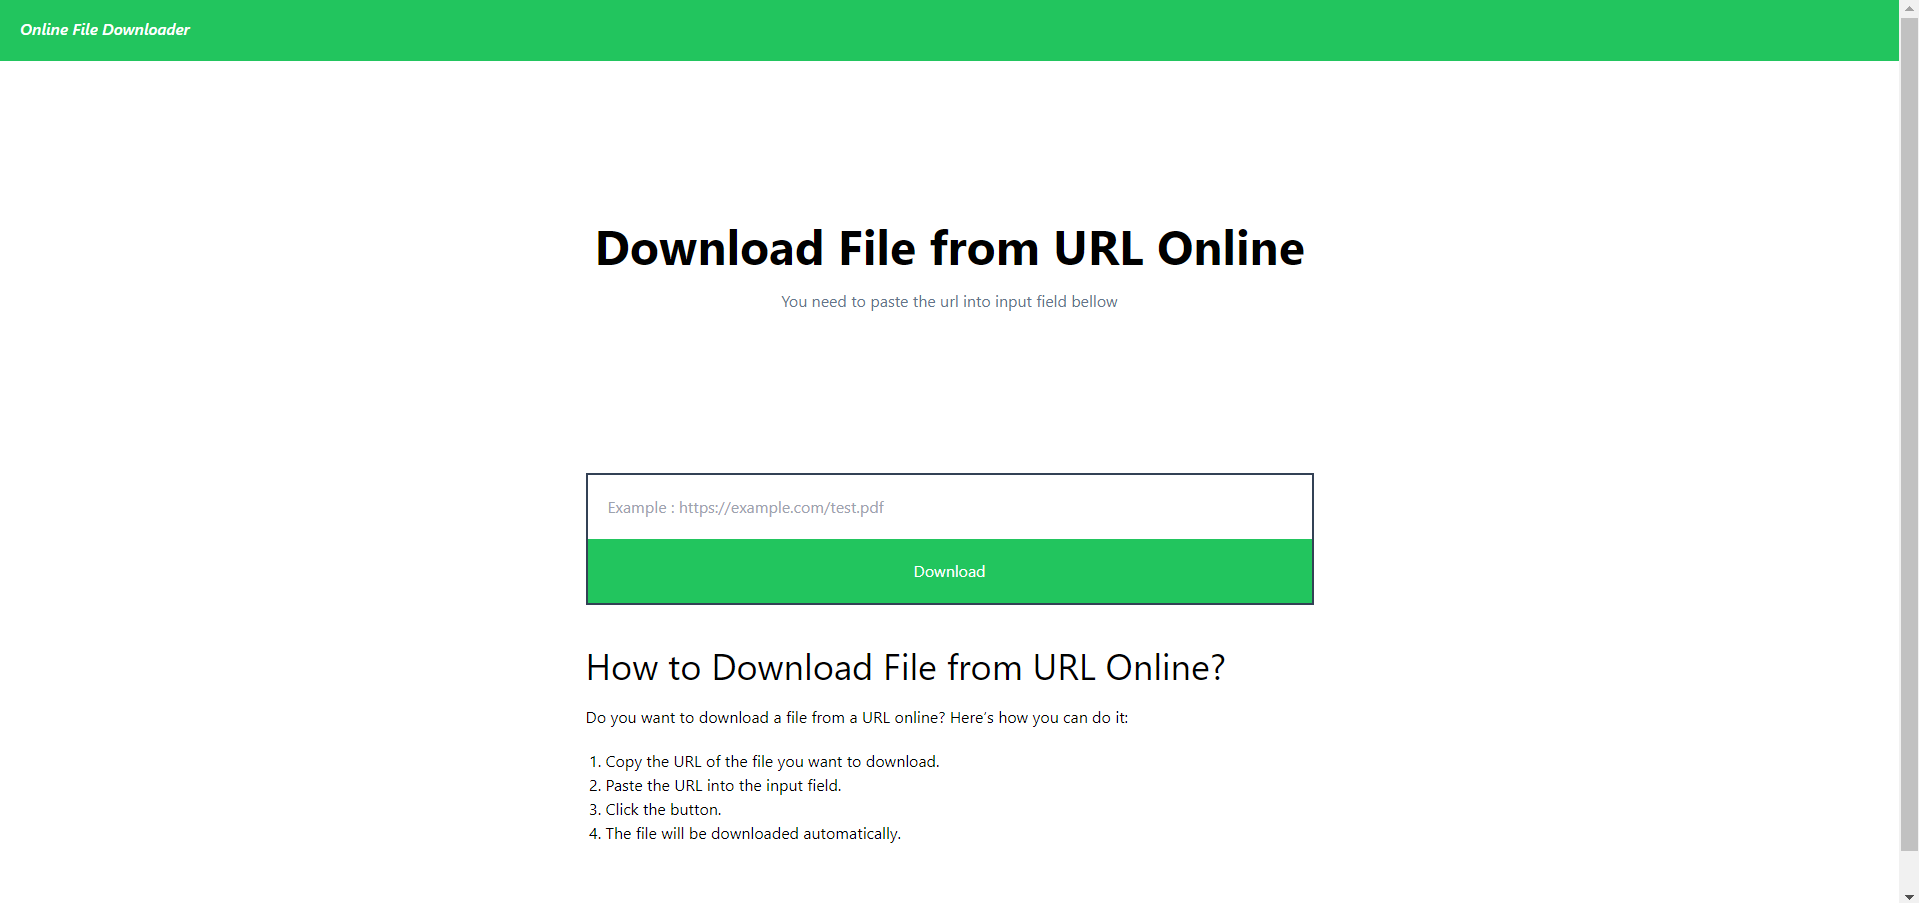 Online File Downloader
Download File from URL Online
You need to paste the url into input field bellow
Example : https://example.com/test.pdf
Download
How to Download File from URL Online?
Do you want to download a file from a URL online? Here's how you can do it:
1. Copy the URL of the file you want to download.
2. Paste the URL into the input field.
3. Click the button.
4. The file will be downloaded automatically.